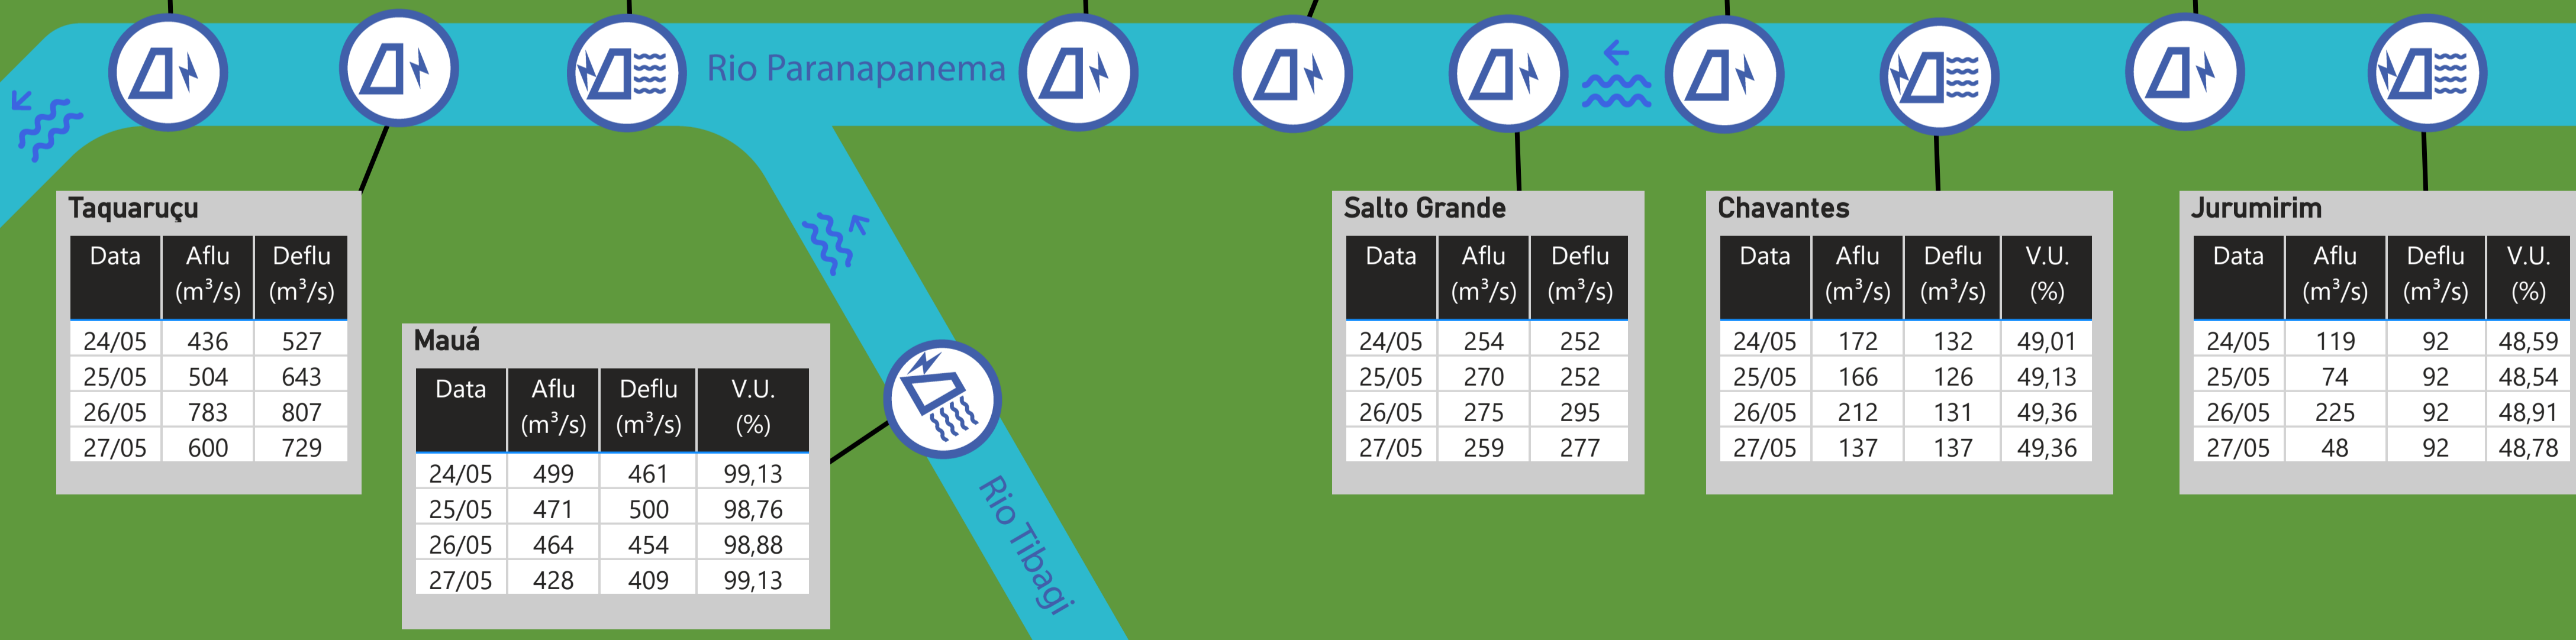 Rio Paranapanema
Taquaruçu
Data Aflu (m³/s) Deflu (m³/s)
24/05 436 527
25/05 504 643
26/05 783 807
27/05 600 729
Mauá
Data Aflu (m³/s) Deflu (m³/s) V.U. (%)
24/05 499 461 99,13
25/05 471 500 98,76
26/05 464 454 98,88
27/05 428 409 99,13
Rio Tibagi
Salto Grande
Data Aflu (m³/s) Deflu (m³/s)
24/05 254 252
25/05 270 252
26/05 275 295
27/05 259 277
Chavantes
Data Aflu (m³/s) Deflu (m³/s) V.U. (%)
24/05 172 132 49,01
25/05 166 126 49,13
26/05 212 131 49,36
27/05 137 137 49,36
Jurumirim
Data Aflu (m³/s) Deflu (m³/s) V.U. (%)
24/05 119 92 48,59
25/05 74 92 48,54
26/05 225 92 48,91
27/05 48 92 48,78